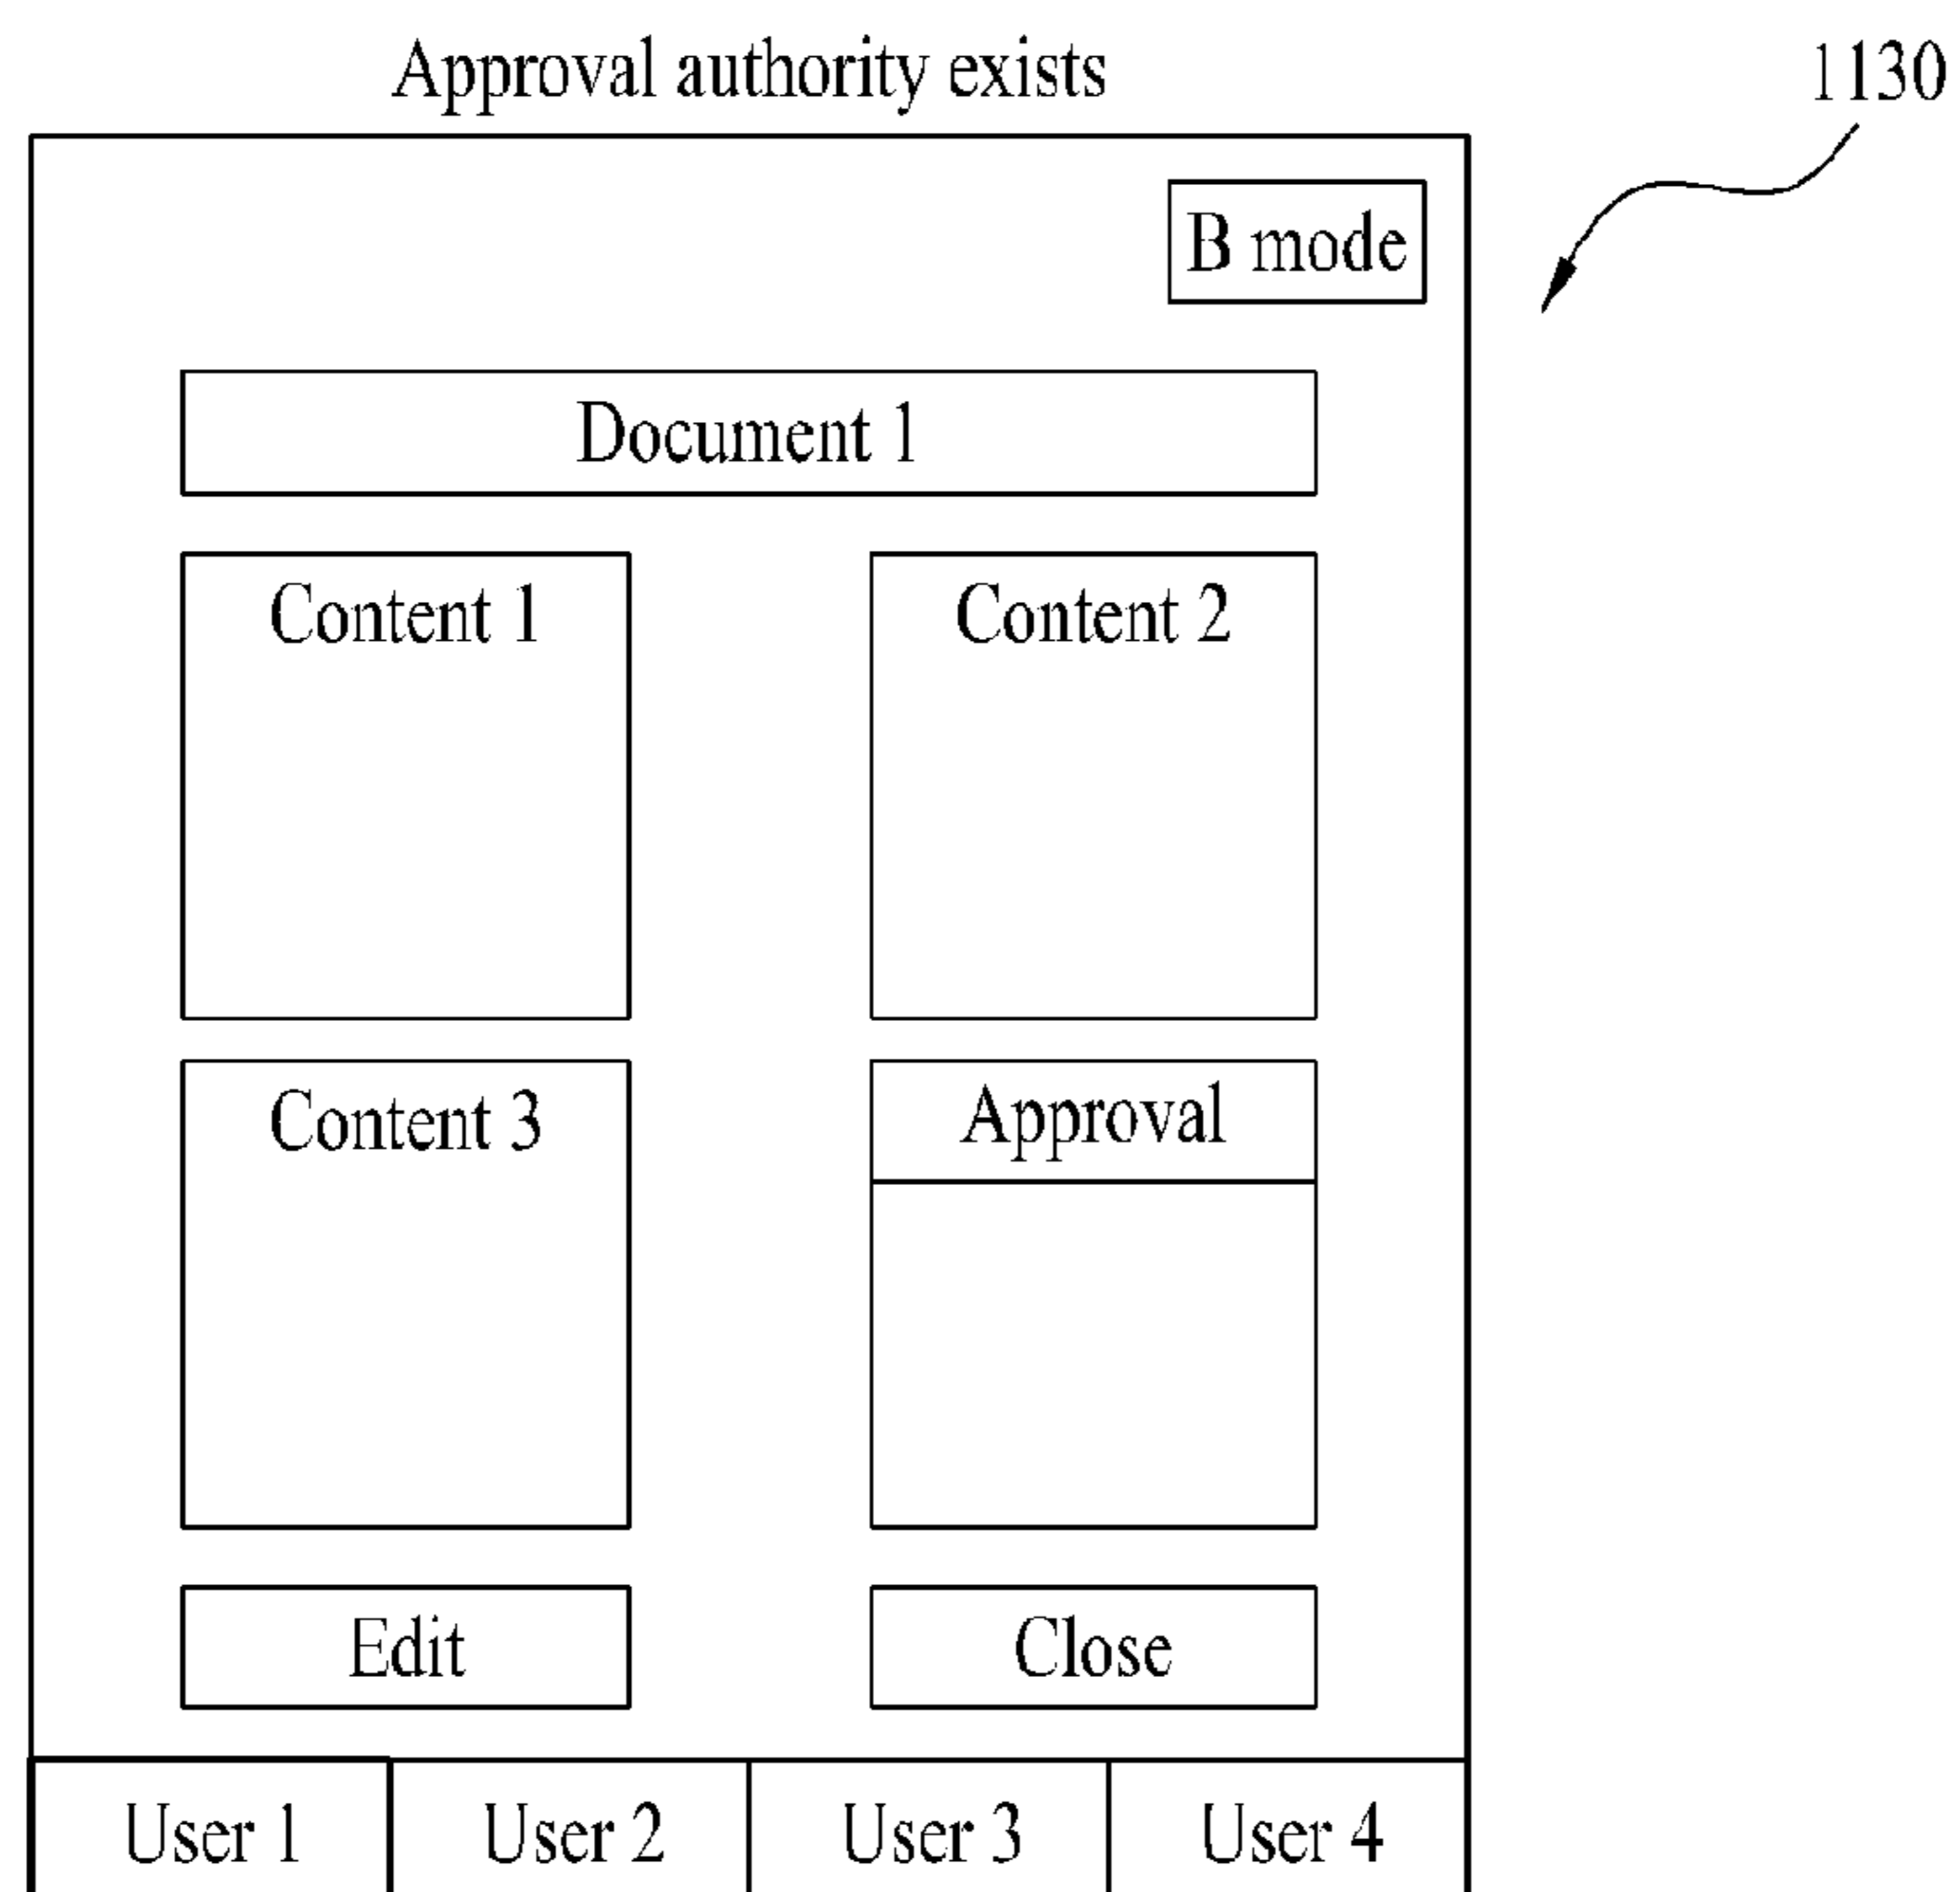 Approval authority exists
1130
B mode
Document 1
Content 1
Content 2
Content 3
Approval
Edit
Close
User 1
User 2
User 3
User 4